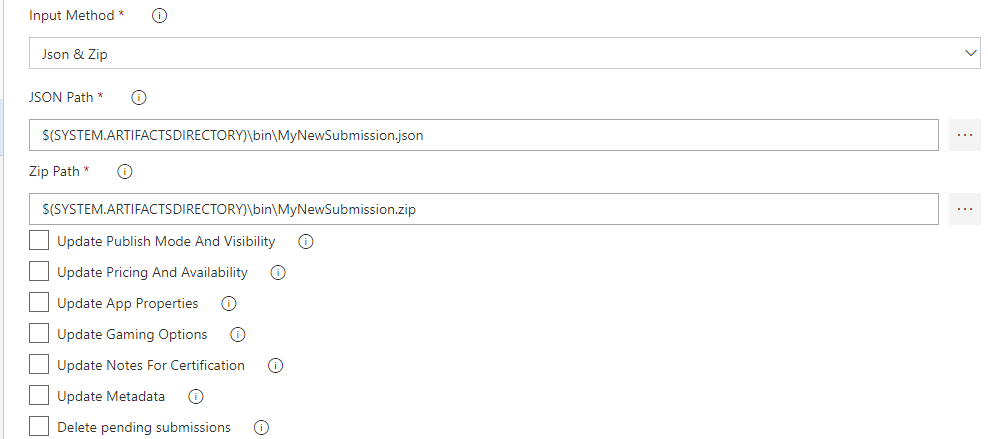 Input Method *
Json & Zip
JSON Path *
$(SYSTEM.ARTIFACTSDIRECTORY)\bin\MyNewSubmission.json
Zip Path *
$(SYSTEM.ARTIFACTSDIRECTORY)\bin\MyNewSubmission.zip
Update Publish Mode And Visibility
Update Pricing And Availability
Update App Properties
Update Gaming Options
Update Notes For Certification
Update Metadata
Delete pending submissions